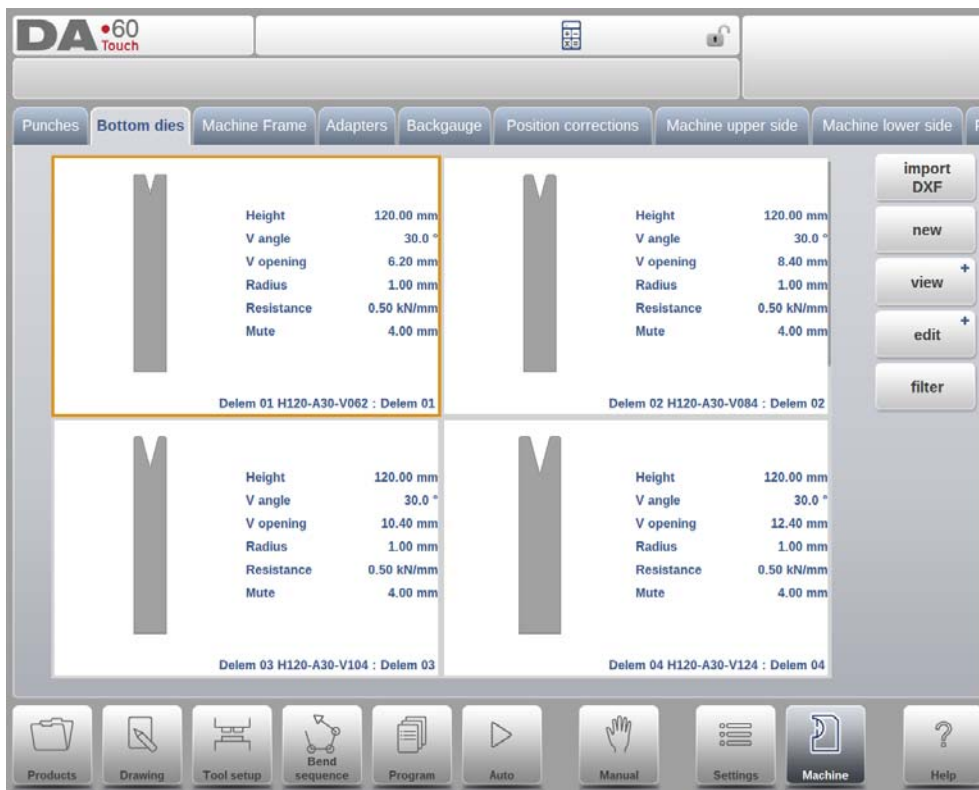 DA•60
Touch
Punches
Bottom dies
Machine Frame
Adapters
Backgauge
Position corrections
Machine upper side
Machine lower side
Height 120.00 mm
V angle 30.0 °
V opening 6.20 mm
Radius 1.00 mm
Resistance 0.50 kN/mm
Mute 4.00 mm
Delem 01 H120-A30-V062 : Delem 01
Height 120.00 mm
V angle 30.0 °
V opening 8.40 mm
Radius 1.00 mm
Resistance 0.50 kN/mm
Mute 4.00 mm
Delem 02 H120-A30-V084 : Delem 02
Height 120.00 mm
V angle 30.0 °
V opening 10.40 mm
Radius 1.00 mm
Resistance 0.50 kN/mm
Mute 4.00 mm
Delem 03 H120-A30-V104 : Delem 03
Height 120.00 mm
V angle 30.0 °
V opening 12.40 mm
Radius 1.00 mm
Resistance 0.50 kN/mm
Mute 4.00 mm
Delem 04 H120-A30-V124 : Delem 04
import
DXF
new
view +
edit +
filter
Products
Drawing
Tool setup
Bend
sequence
Program
Auto
Manual
Settings
Machine
? Help